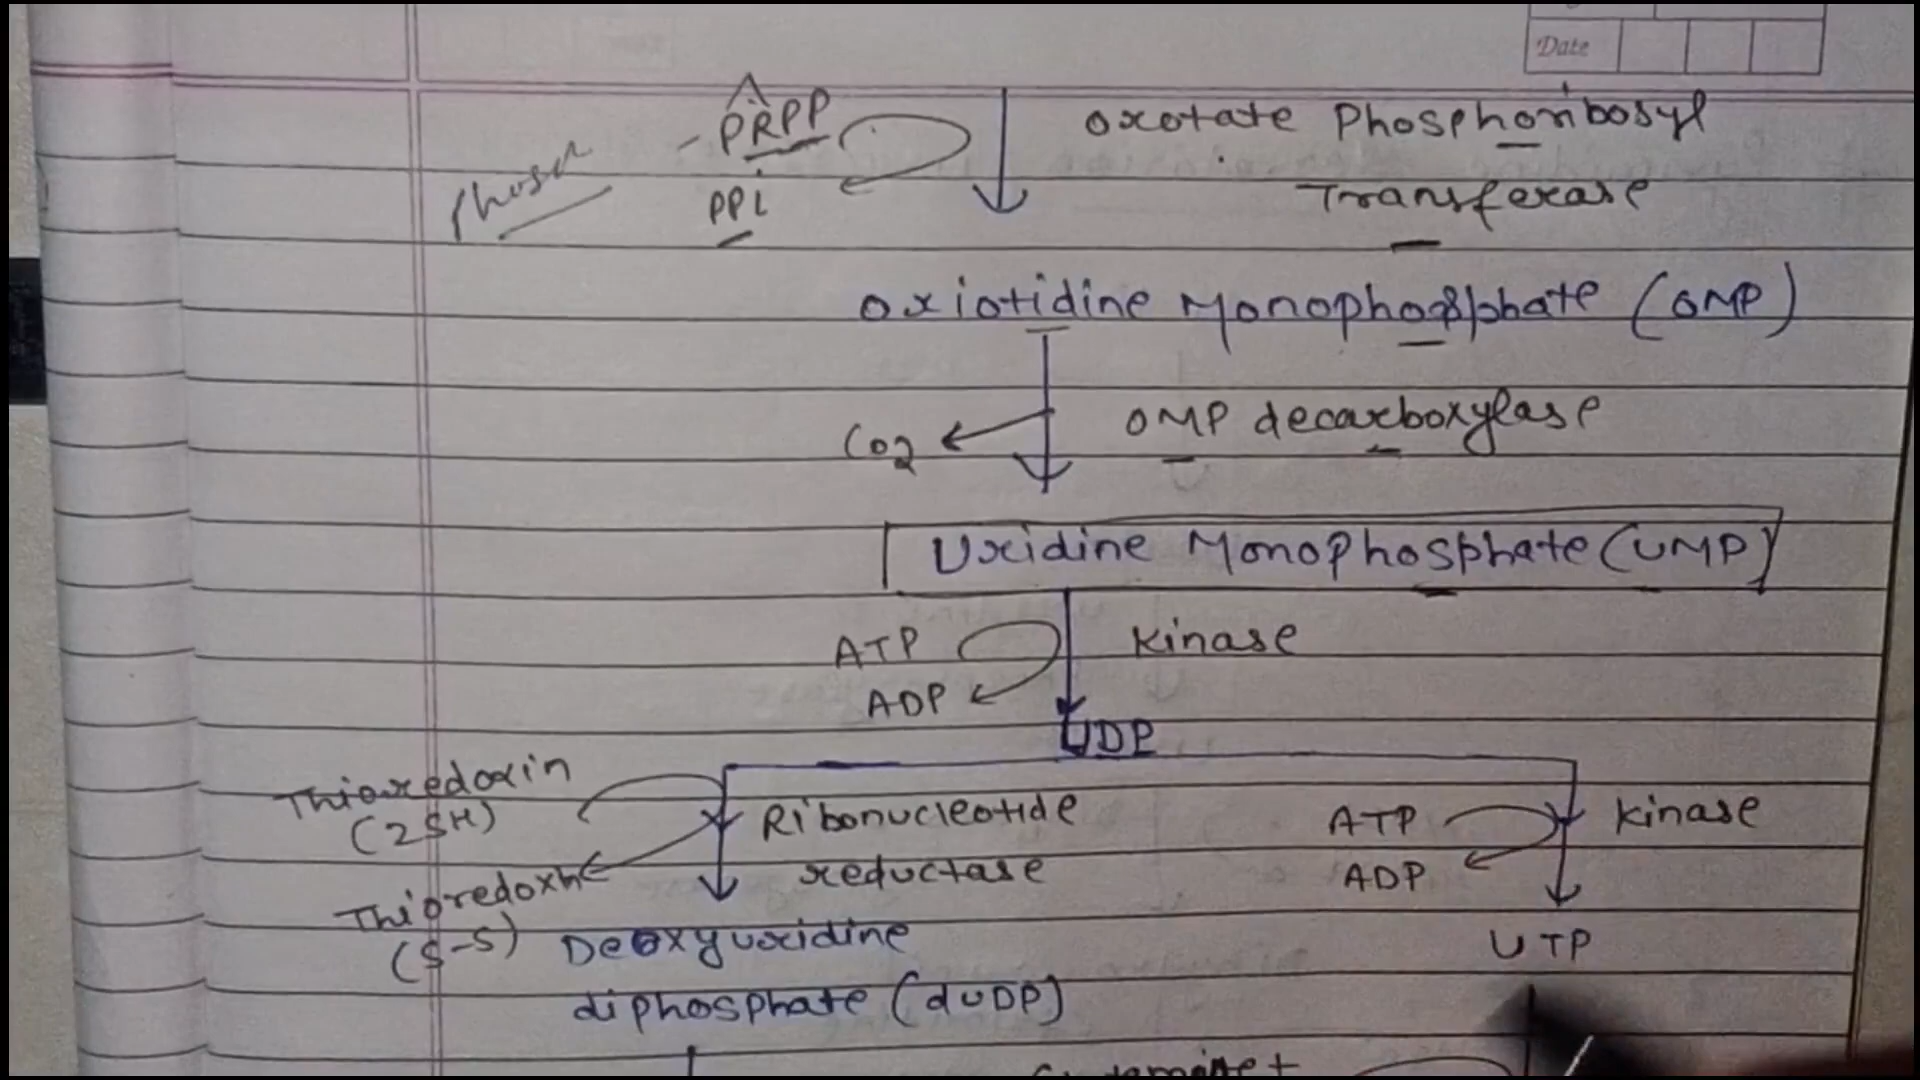 Date
PRPP
Oxotate Phosphoribosyl
Phosph
PPi
Transferase
Oxiotidine Monophosphate (OMP)
OMP decarboxylase
CO2
Uridine Monophosphate (UMP)
ATP
Kinase
ADP
UDP
Thioredoxin
(2SH)
Ribonucleotide
reductase
ATP
Kinase
ADP
Thioredoxin
(S-S)
Deoxyuridine
diphosphate (dUDP)
UTP